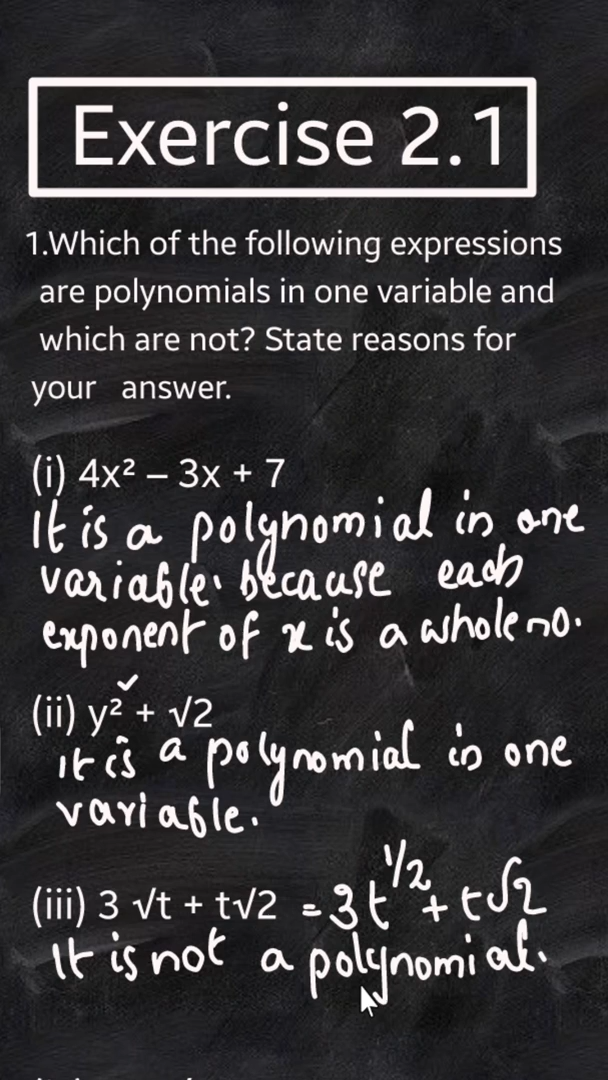 Exercise 2.1
1.Which of the following expressions
are polynomials in one variable and
which are not? State reasons for
your answer.
(i) 4x² – 3x + 7
It is a polynomial in one
variable. because each
exponent of x is a whole no.
(ii) y² + √2
It is a polynomial in one
variable.
(iii) 3 √t + t√2 = 3t^1/2 + t√2
It is not a polynomial.